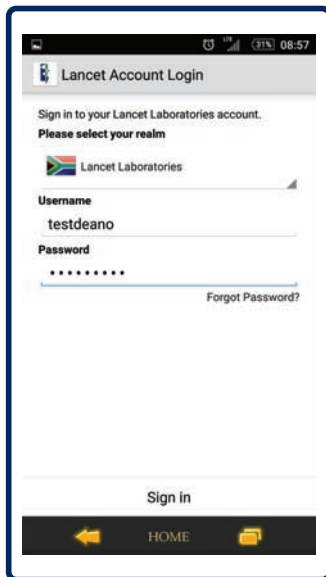 LTE 31% 08:57
Lancet Account Login
Sign in to your Lancet Laboratories account.
Please select your realm
Lancet Laboratories
Username
testdeano
Password
•••••••••
Forgot Password?
Sign in
HOME